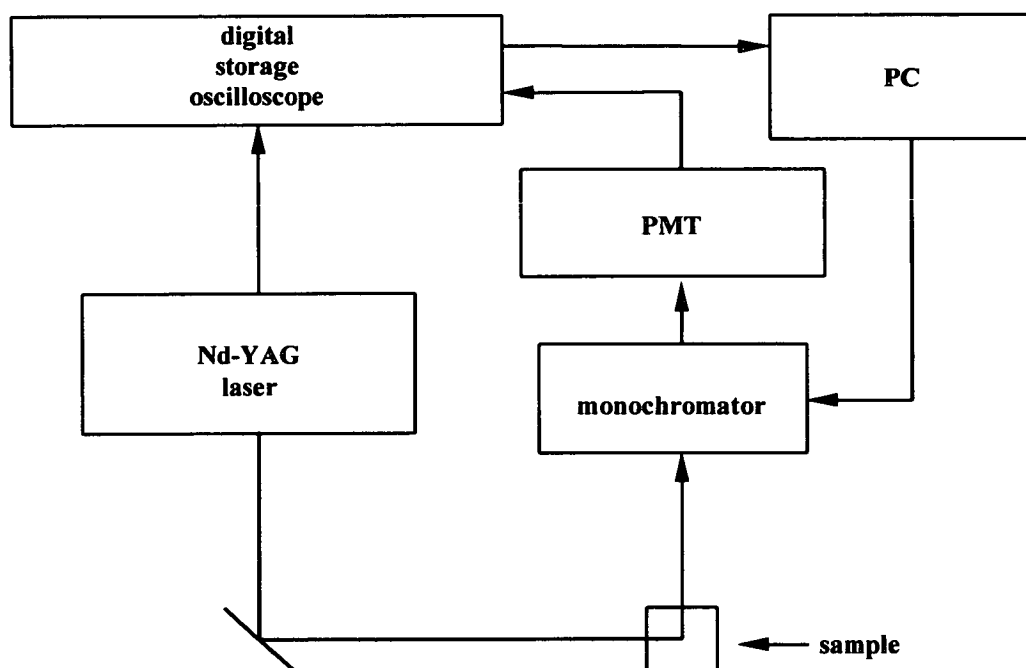 digital
storage
oscilloscope
PC
PMT
Nd-YAG
laser
monochromator
sample